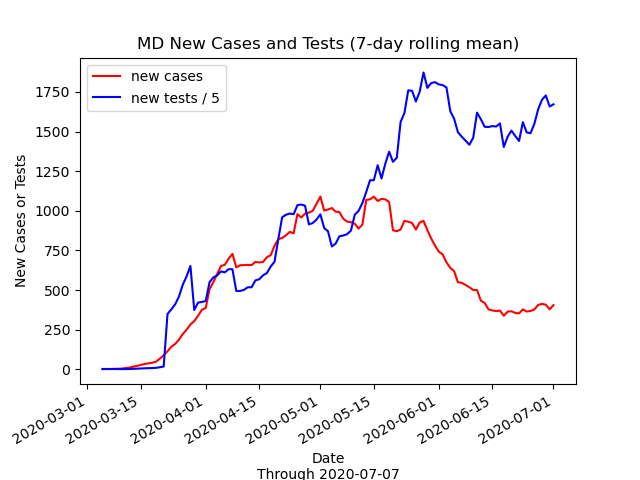 MD New Cases and Tests (7-day rolling mean)
new cases
new tests / 5
1750
1500
1250
1000
750
500
250
0
New Cases or Tests
2020-03-01
2020-03-15
2020-04-01
2020-04-15
2020-05-01
2020-05-15
2020-06-01
2020-06-15
2020-07-01
Date
Through 2020-07-07